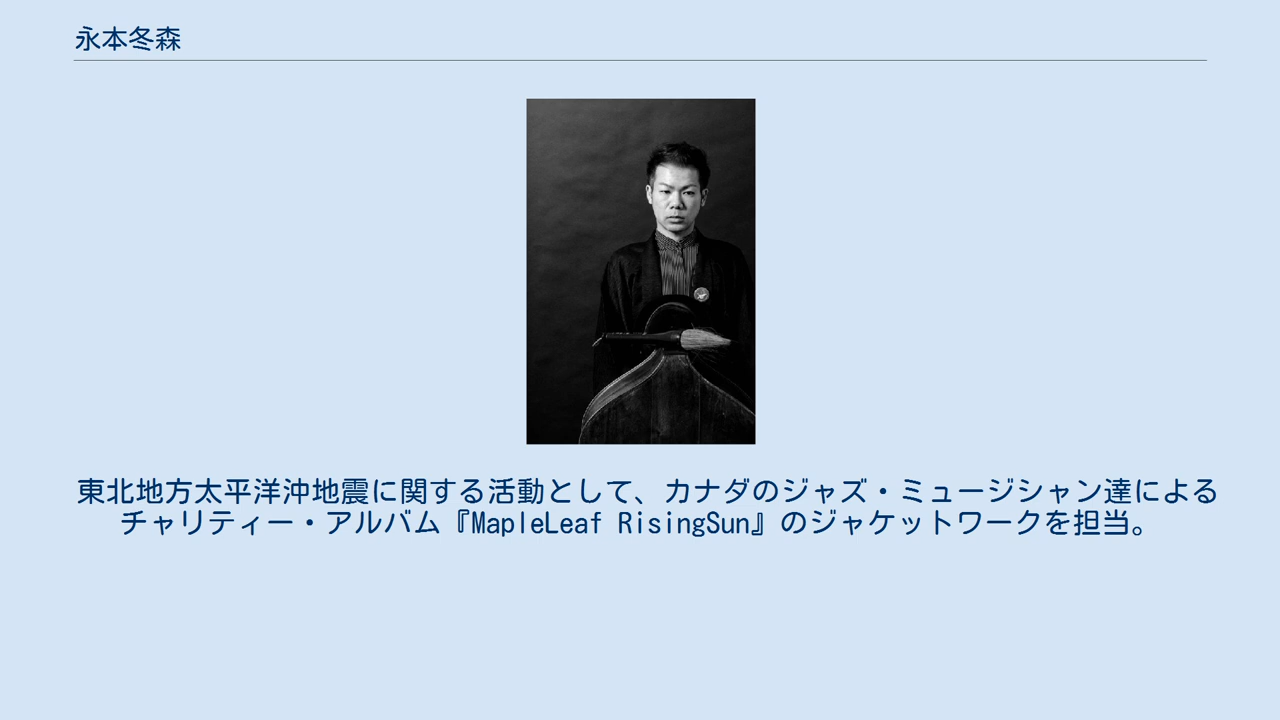 永本冬森
東北地方太平洋沖地震に関する活動として、カナダのジャズ・ミュージシャン達による
チャリティー・アルバム『MapleLeaf RisingSun』のジャケットワークを担当。